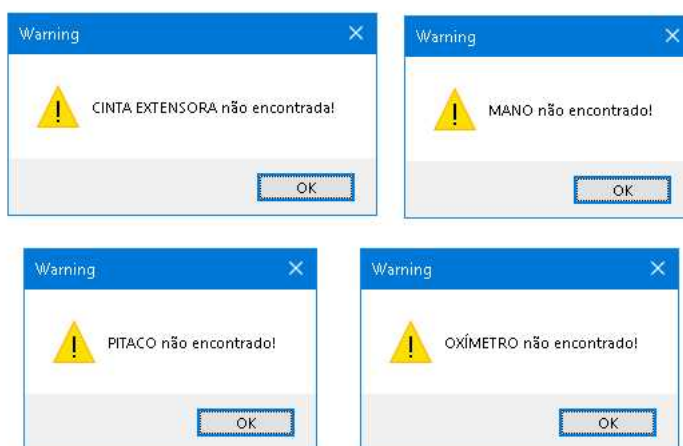 Warning
CINTA EXTENSORA não encontrada!
OK
Warning
MANO não encontrado!
OK
Warning
PITACO não encontrado!
OK
Warning
OXÍMETRO não encontrado!
OK